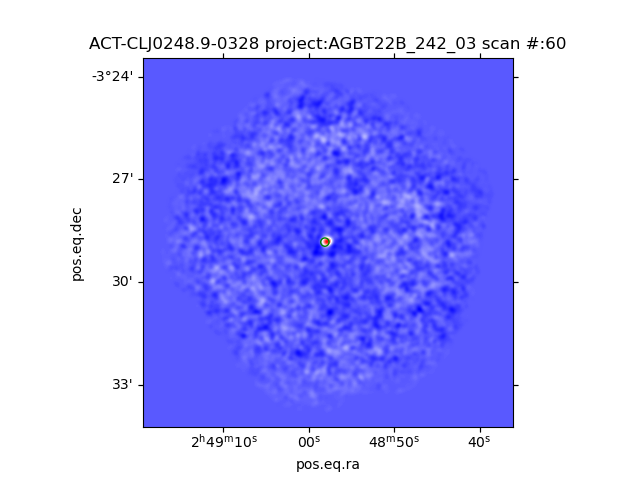 ACT-CLJ0248.9-0328 project:AGBT22B_242_03 scan #:60
-3°24'
27'
30'
33'
pos.eq.dec
2ʰ49ᵐ10ˢ 00ˢ 48ᵐ50ˢ 40ˢ
pos.eq.ra